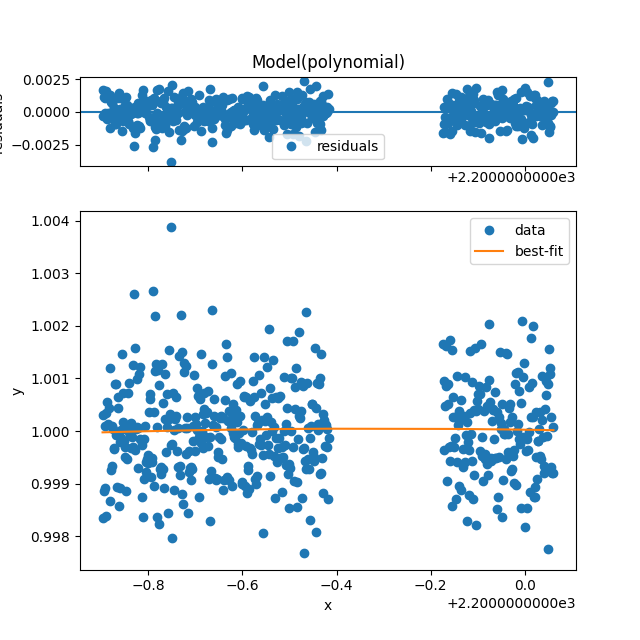 Model(polynomial)
0.0025
0.0000
−0.0025
residuals
+2.2000000000e3
1.004
1.003
1.002
1.001
1.000
0.999
0.998
y
data
best-fit
−0.8 −0.6 −0.4 −0.2 0.0
x
+2.2000000000e3